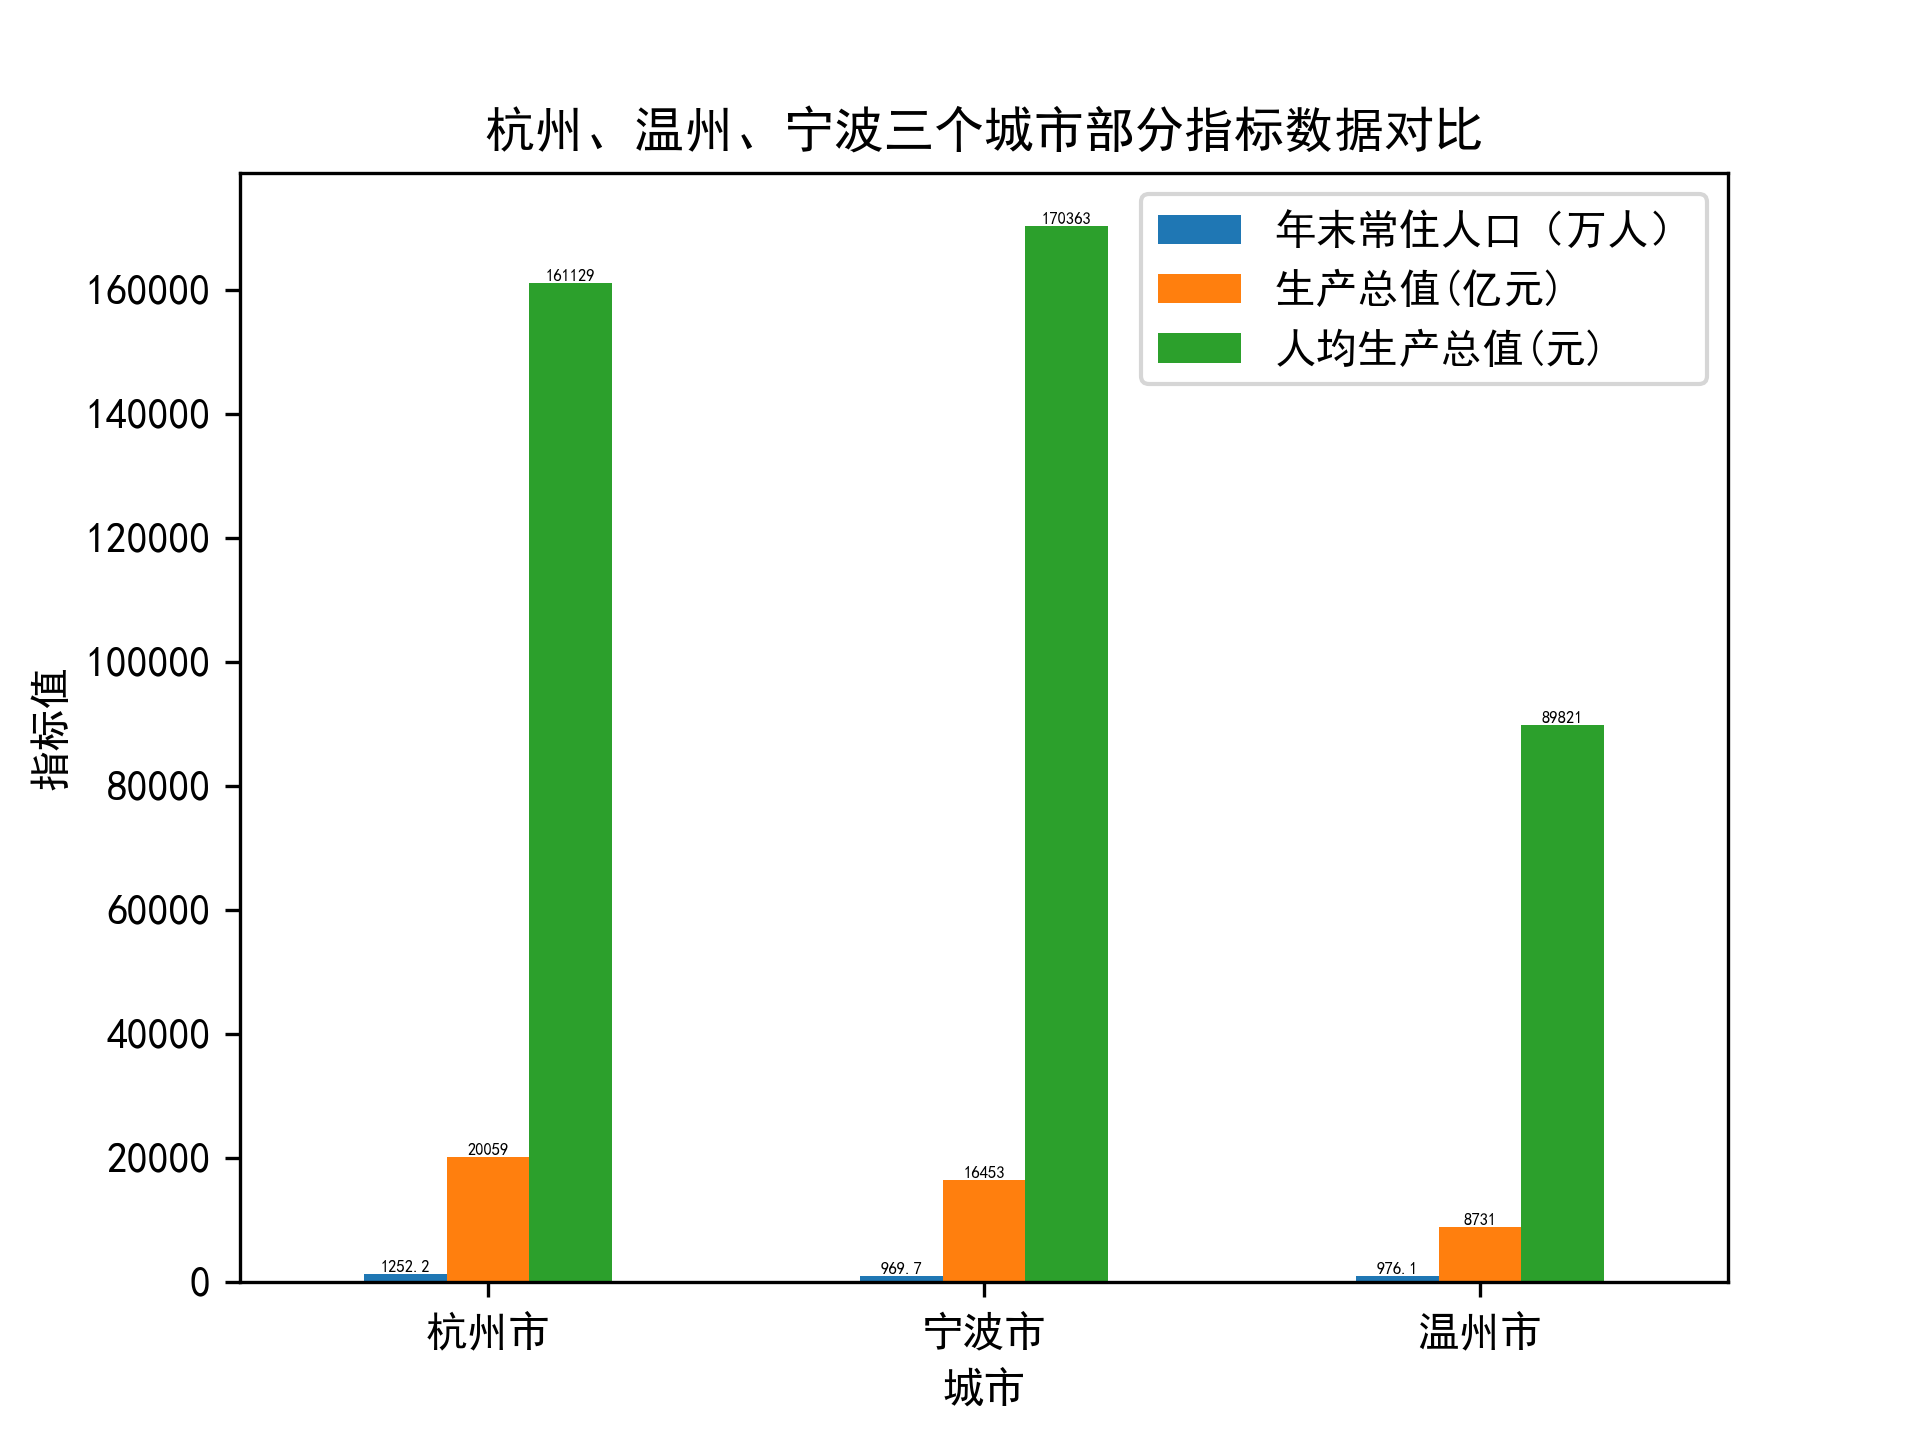 杭州、温州、宁波三个城市部分指标数据对比
年末常住人口（万人）
生产总值(亿元)
人均生产总值(元)
指标值
160000
140000
120000
100000
80000
60000
40000
20000
0
1252.2
20059
161129
969.7
16453
170363
976.1
8731
89821
杭州市
宁波市
温州市
城市